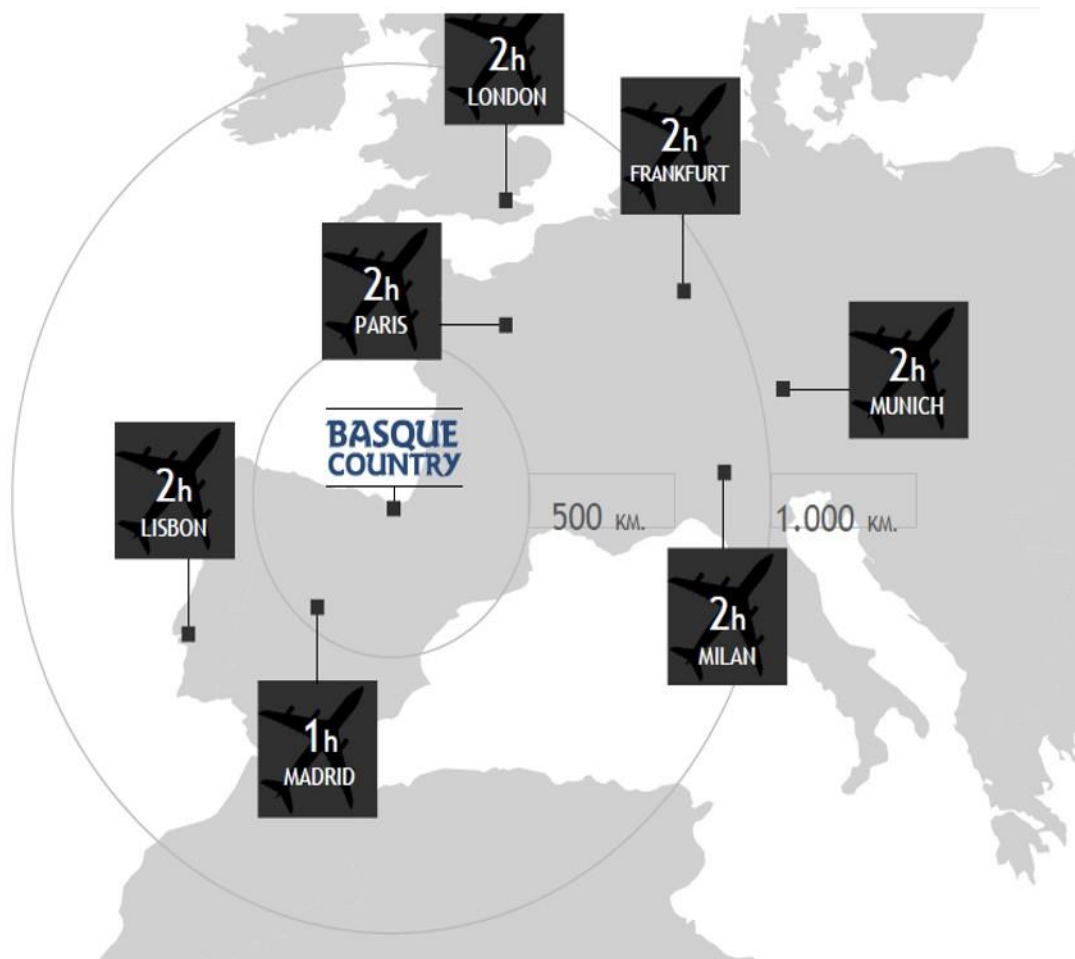 2h
LONDON
2h
FRANKFURT
2h
PARIS
2h
MUNICH
BASQUE
COUNTRY
2h
LISBON
500 KM.
1.000 KM.
2h
MILAN
1h
MADRID